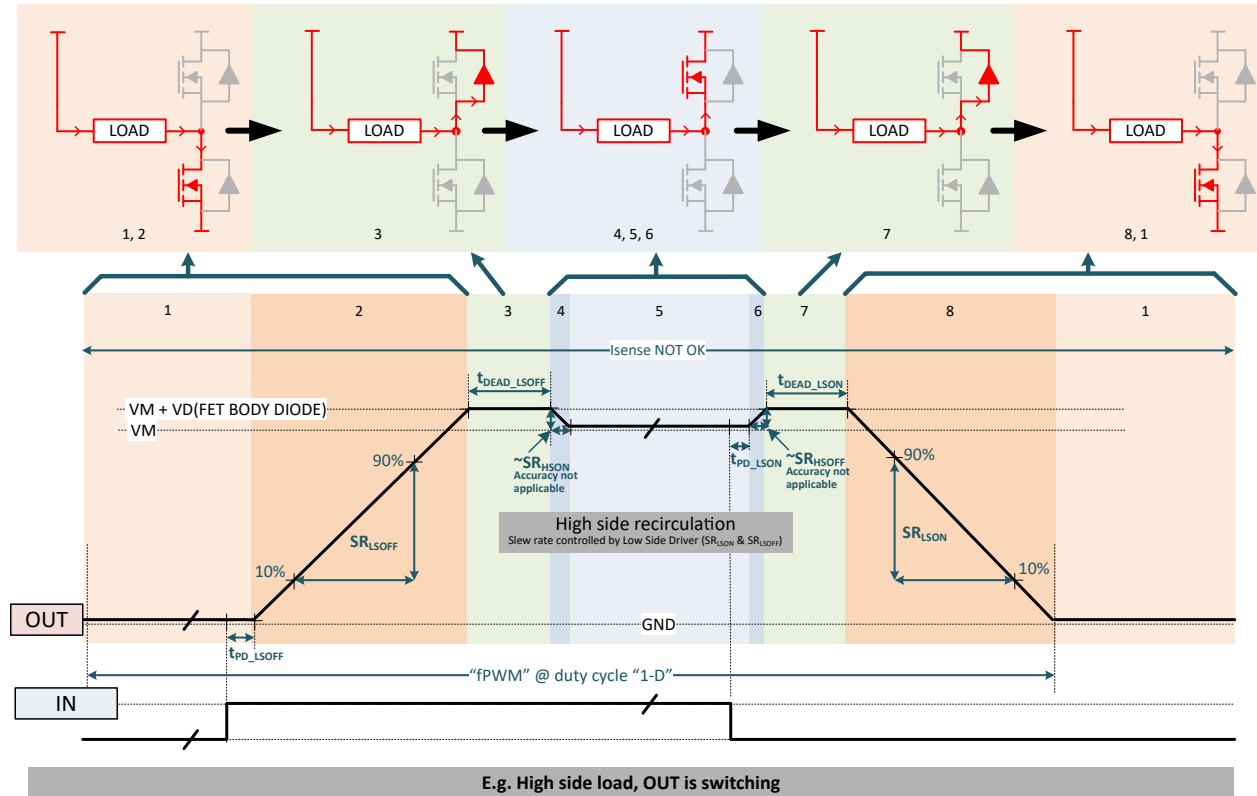 LOAD LOAD LOAD LOAD LOAD
1, 2 3 4, 5, 6 7 8, 1
1 2 3 4 5 6 7 8 1
Isense NOT OK
tDEAD_LSOFF tDEAD_LSON
VM + VD(FET BODY DIODE)
VM
90% ~SRHSON tPD_LSON ~SRHSOFF 90%
Accuracy not Accuracy not
applicable applicable
High side recirculation
Slew rate controlled by Low Side Driver (SRLSON & SRLSOFF)
SRLSOFF SRLSON
10% 10%
OUT GND
tPD_LSOFF
“fPWM” @ duty cycle “1-D”
IN
E.g. High side load, OUT is switching